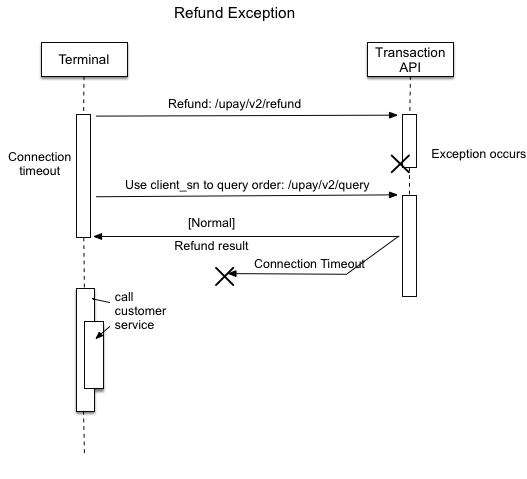 Refund Exception
Terminal
Transaction
API
Refund: /upay/v2/refund
Connection
timeout
Exception occurs
Use client_sn to query order: /upay/v2/query
[Normal]
Refund result
Connection Timeout
call
customer
service